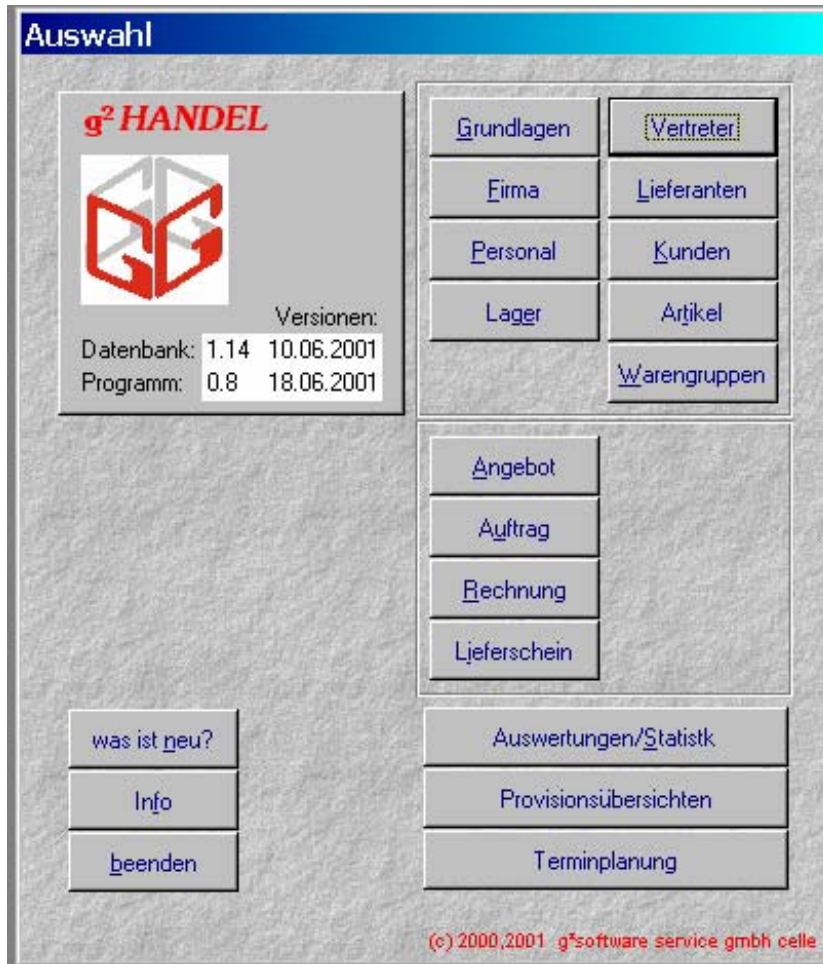 Auswahl
g² HANDEL
Versionen:
Datenbank: 1.14 10.06.2001
Programm: 0.8 18.06.2001
Grundlagen
Vertreter
Firma
Lieferanten
Personal
Kunden
Lager
Artikel
Warengruppen
Angebot
Auftrag
Rechnung
Lieferschein
was ist neu?
Info
beenden
Auswertungen/Statistk
Provisionsübersichten
Terminplanung
(c) 2000,2001 g²software service gmbh celle